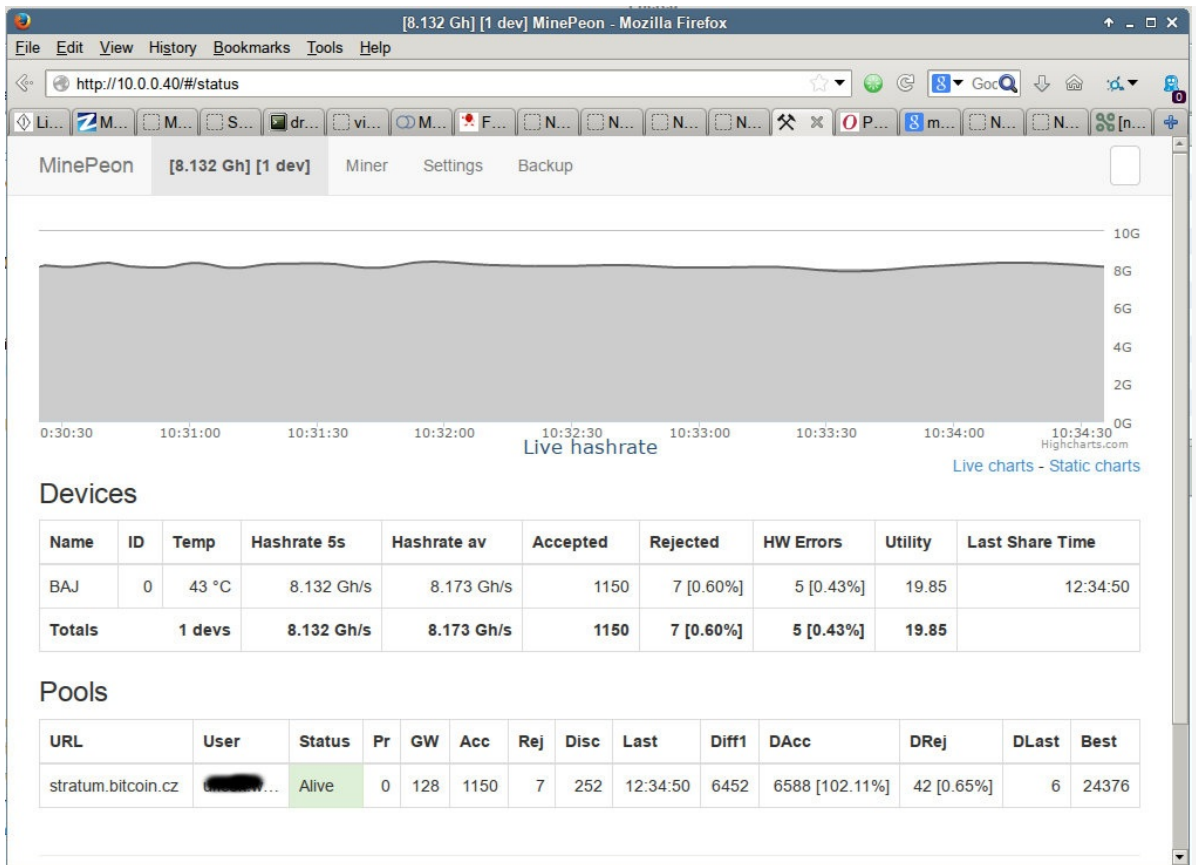 [8.132 Gh] [1 dev] MinePeon - Mozilla Firefox
File Edit View History Bookmarks Tools Help
http://10.0.0.40/#/status
8 Goo
0
Li... M... M... S... dr... vi... M... F... N... N... N... N... P... m... N... N... [n...
MinePeon [8.132 Gh] [1 dev] Miner Settings Backup
10G
8G
6G
4G
2G
0G
0:30:30 10:31:00 10:31:30 10:32:00 10:32:30 10:33:00 10:33:30 10:34:00 10:34:30
Live hashrate
Highcharts.com
Live charts - Static charts
Devices
Name ID Temp Hashrate 5s Hashrate av Accepted Rejected HW Errors Utility Last Share Time
BAJ 0 43 °C 8.132 Gh/s 8.173 Gh/s 1150 7 [0.60%] 5 [0.43%] 19.85 12:34:50
Totals 1 devs 8.132 Gh/s 8.173 Gh/s 1150 7 [0.60%] 5 [0.43%] 19.85
Pools
URL User Status Pr GW Acc Rej Disc Last Diff1 DAcc DRej DLast Best
stratum.bitcoin.cz Alive 0 128 1150 7 252 12:34:50 6452 6588 [102.11%] 42 [0.65%] 6 24376